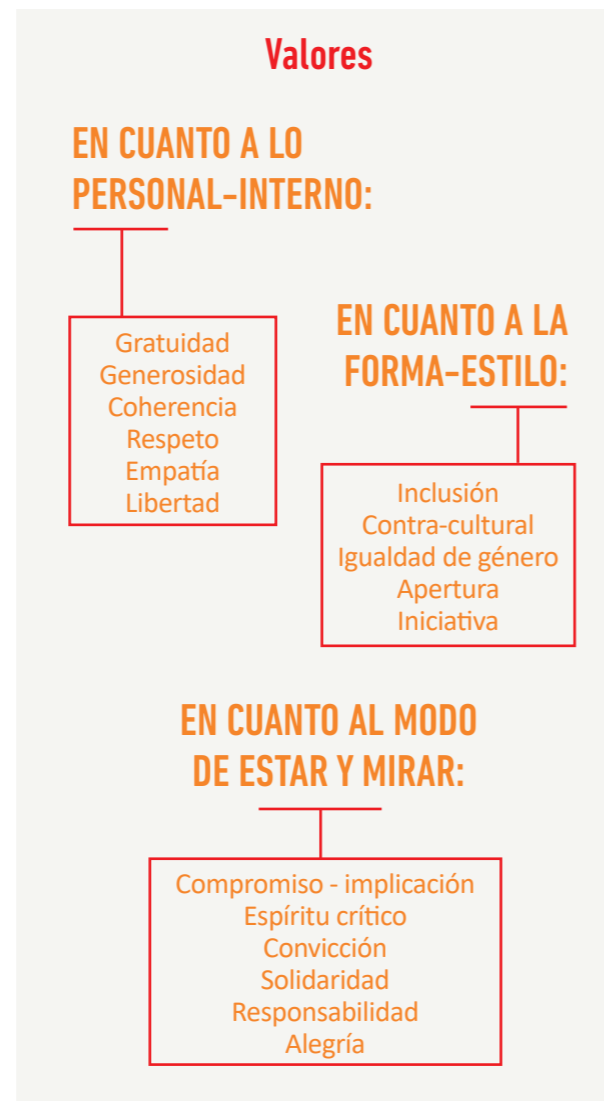 Valores
EN CUANTO A LO
PERSONAL-INTERNO:
Gratuidad
Generosidad
Coherencia
Respeto
Empatía
Libertad
EN CUANTO A LA
FORMA-ESTILO:
Inclusión
Contra-cultural
Igualdad de género
Apertura
Iniciativa
EN CUANTO AL MODO
DE ESTAR Y MIRAR:
Compromiso - implicación
Espíritu crítico
Convicción
Solidaridad
Responsabilidad
Alegría